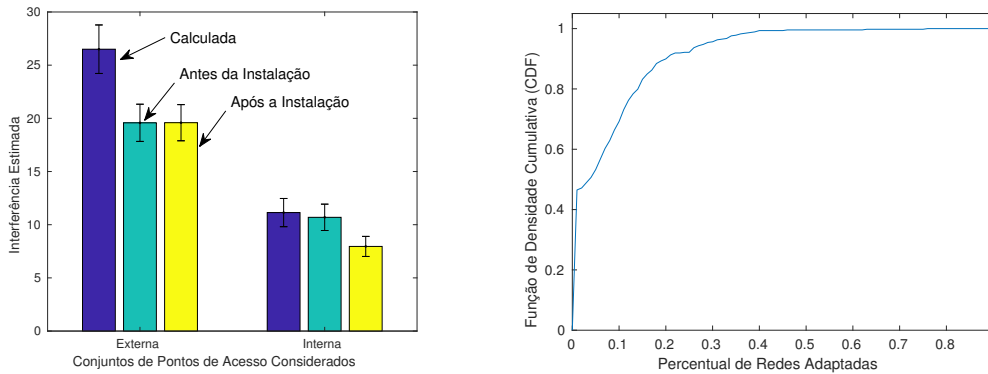 30
25
20
15
10
5
0
Interferência Estimada
Calculada
Antes da Instalação
Após a Instalação
Externa
Interna
Conjuntos de Pontos de Acesso Considerados
1
0.8
0.6
0.4
0.2
0
Função de Densidade Cumulativa (CDF)
0 0.1 0.2 0.3 0.4 0.5 0.6 0.7 0.8
Percentual de Redes Adaptadas